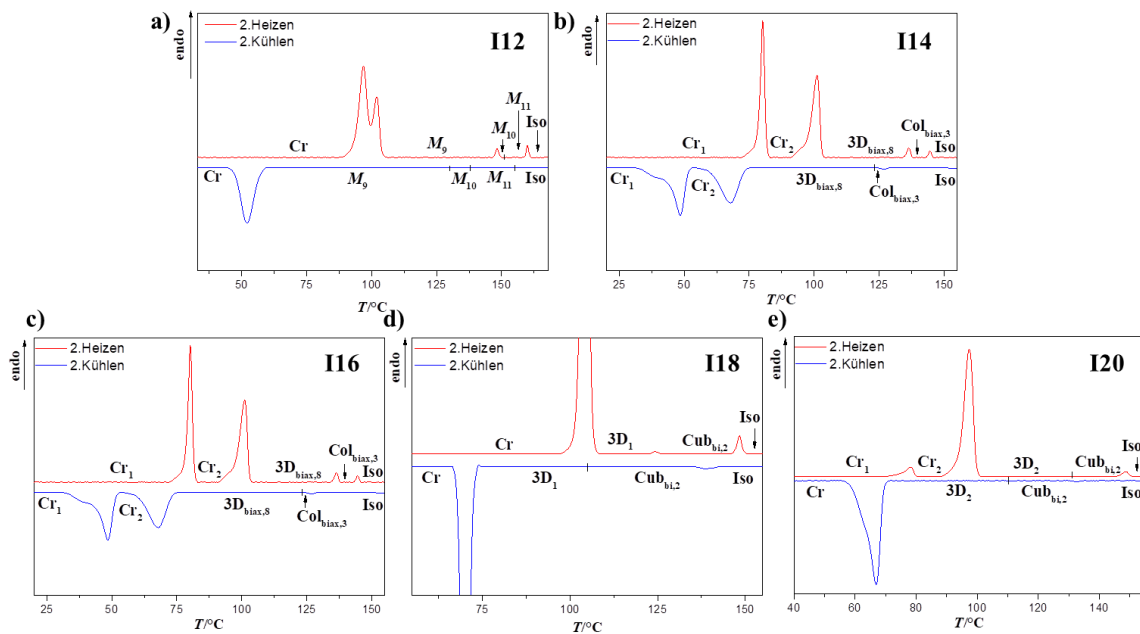 a)
endo
2.Heizen
2.Kühlen
I12
Cr
M9
M10
M11
Iso
Cr
M9
M10
M11
Iso
50 75 100 125 150
T/°C
b)
endo
2.Heizen
2.Kühlen
I14
Cr1
Cr2
3Dbiax,8
Colbiax,3
Iso
Cr1
Cr2
3Dbiax,8
Colbiax,3
Iso
25 50 75 100 125 150
T/°C
c)
endo
2.Heizen
2.Kühlen
I16
Cr1
Cr2
3Dbiax,8
Colbiax,3
Iso
Cr1
Cr2
3Dbiax,8
Colbiax,3
Iso
25 50 75 100 125 150
T/°C
d)
endo
2.Heizen
2.Kühlen
I18
Cr
3D1
Cubbi,2
Iso
Cr
3D1
Cubbi,2
Iso
55 75 100 125 150
T/°C
e)
endo
2.Heizen
2.Kühlen
I20
Cr1
Cr2
3D2
Cubbi,2
Iso
Cr
3D2
Cubbi,2
Iso
40 60 80 100 120 140
T/°C